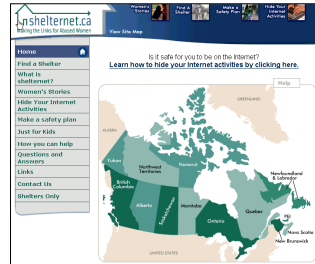 shelternet.ca
Making the Links for Abused Women
Women's Stories
Find A Shelter
Make a Safety Plan
Hide Your Internet Activities
View Site Map
Home
Find a Shelter
What is shelternet?
Women's Stories
Hide Your Internet Activities
Make a safety plan
Just for Kids
How you can help
Questions and Answers
Links
Contact Us
Shelters Only
Is it safe for you to be on the Internet?
Learn how to hide your Internet activities by clicking here.
Help
GREENLAND
ALASKA
Yukon
Northwest Territories
Nunavut
British Columbia
Alberta
Saskatchewan
Manitoba
Ontario
Quebec
Newfoundland & Labrador
PEI
Nova Scotia
New Brunswick
UNITED STATES